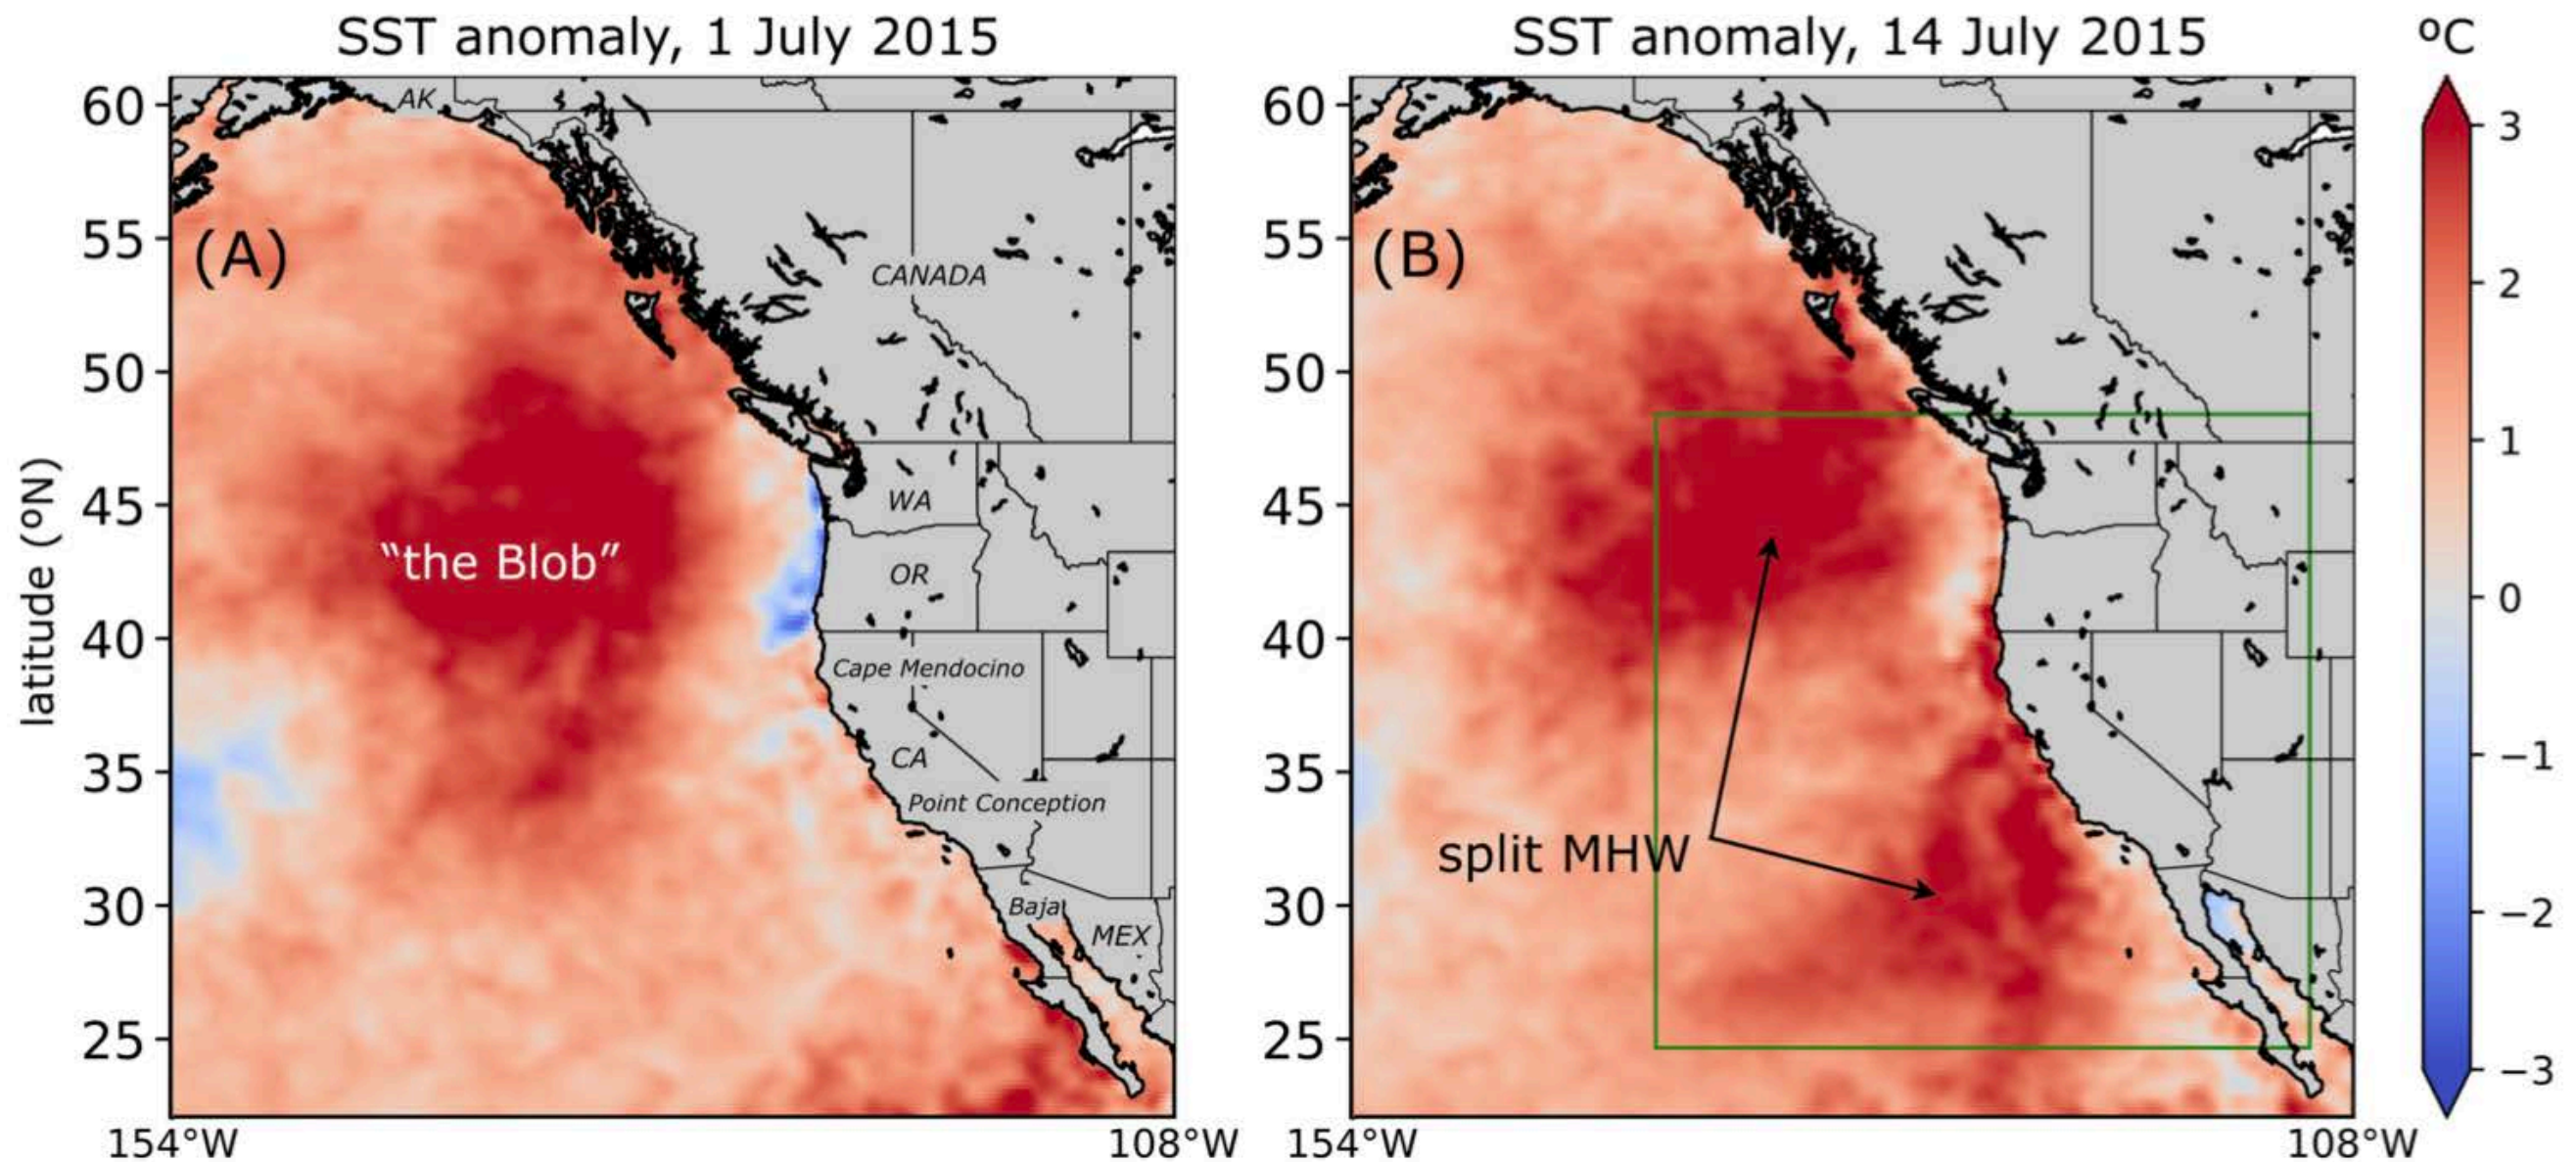 SST anomaly, 1 July 2015
SST anomaly, 14 July 2015
ºC
latitude (ºN)
60
55
50
45
40
35
30
25
154°W
108°W
(A)
AK
CANADA
"the Blob"
WA
OR
Cape Mendocino
CA
Point Conception
Baja
MEX
60
55
50
45
40
35
30
25
154°W
108°W
(B)
split MHW
3
2
1
0
−1
−2
−3